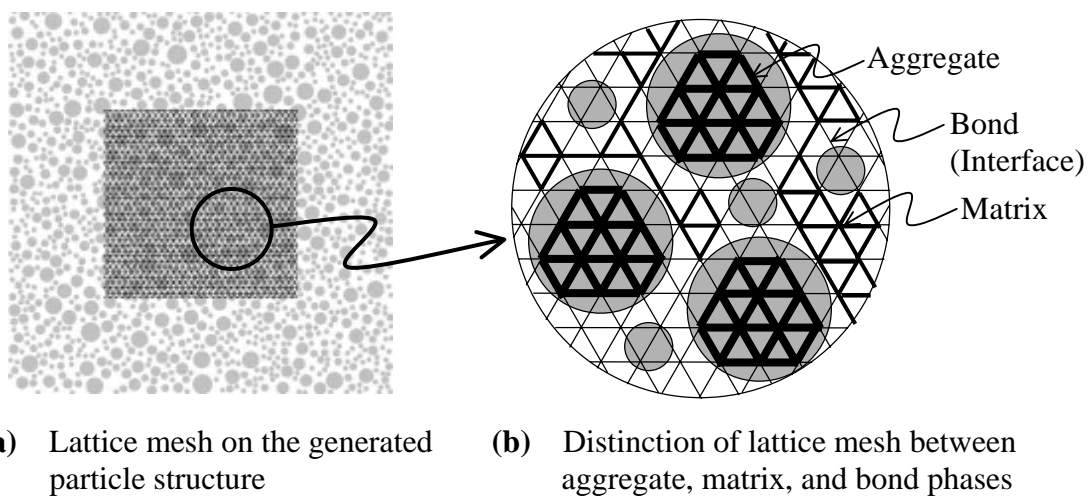 Aggregate
Bond
(Interface)
Matrix
) Lattice mesh on the generated
particle structure
(b) Distinction of lattice mesh between
aggregate, matrix, and bond phases